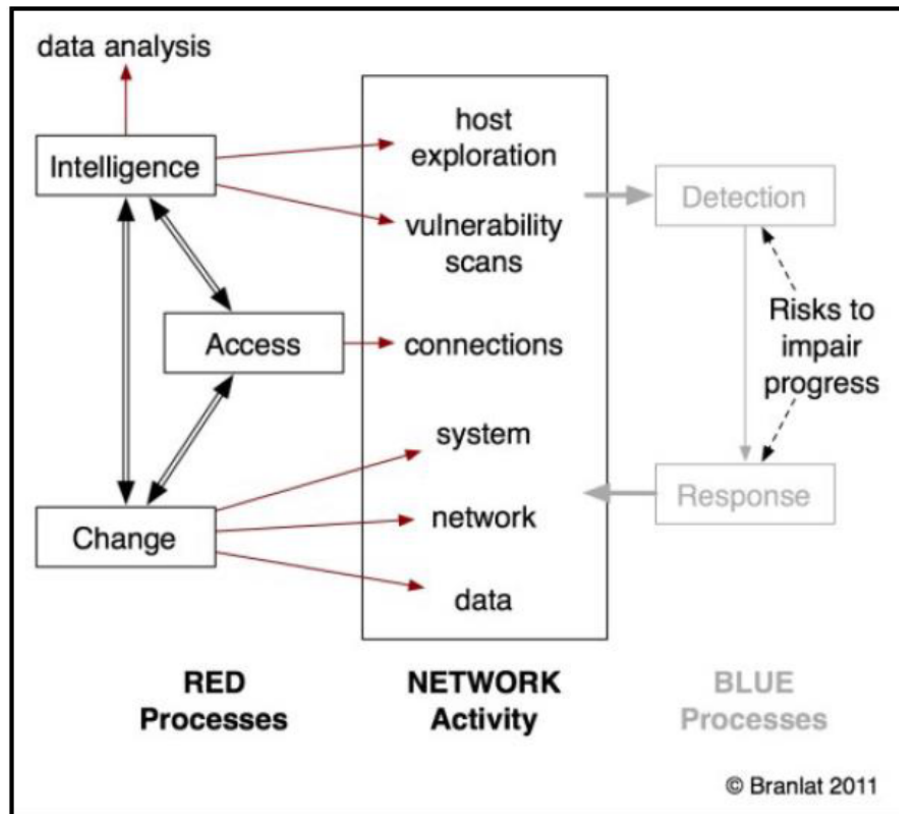 data analysis
Intelligence
Access
Change
host
exploration
vulnerability
scans
connections
system
network
data
Detection
Risks to
impair
progress
Response
RED
Processes
NETWORK
Activity
BLUE
Processes
© Branlat 2011